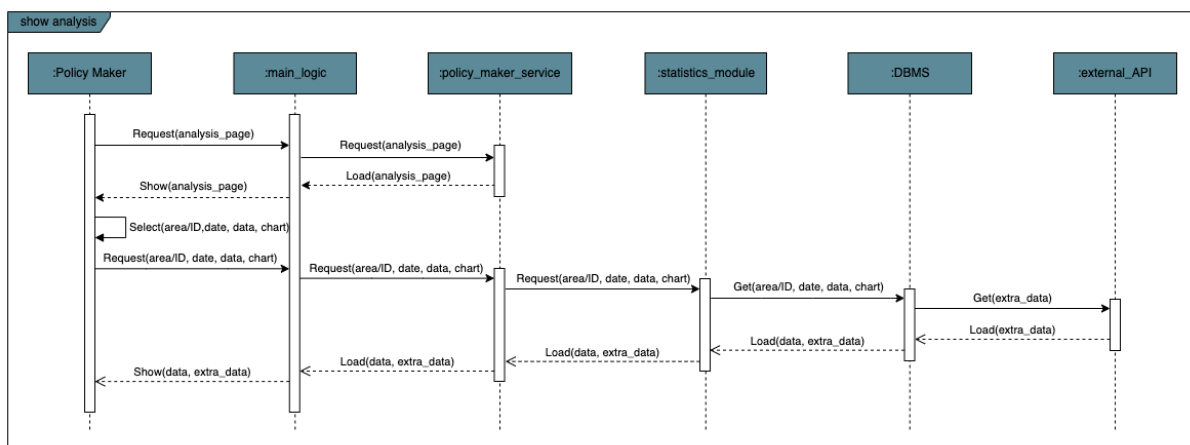 show analysis
:Policy Maker
:main_logic
:policy_maker_service
:statistics_module
:DBMS
:external_API
Request(analysis_page)
Request(analysis_page)
Load(analysis_page)
Show(analysis_page)
Select(area/ID,date, data, chart)
Request(area/ID, date, data, chart)
Request(area/ID, date, data, chart)
Request(area/ID, date, data, chart)
Get(area/ID, date, data, chart)
Get(extra_data)
Load(extra_data)
Load(data, extra_data)
Load(data, extra_data)
Load(data, extra_data)
Show(data, extra_data)